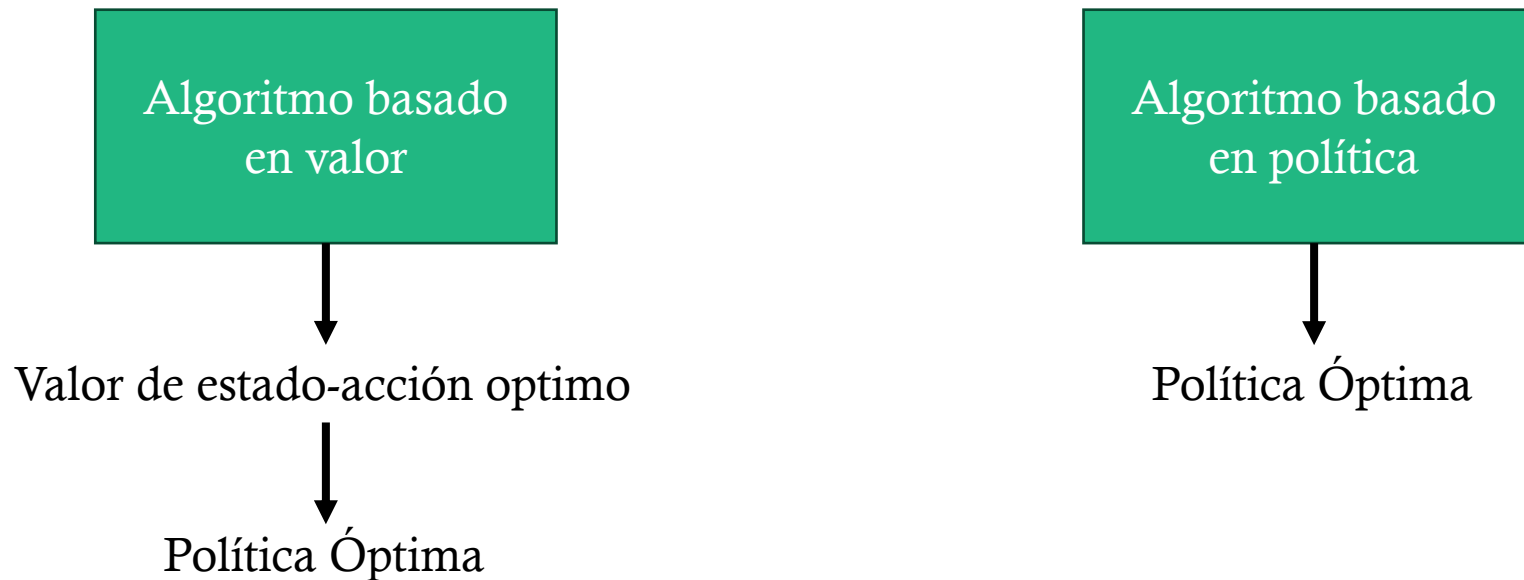 Algoritmo basado
en valor
Valor de estado-acción optimo
Política Óptima
Algoritmo basado
en política
Política Óptima